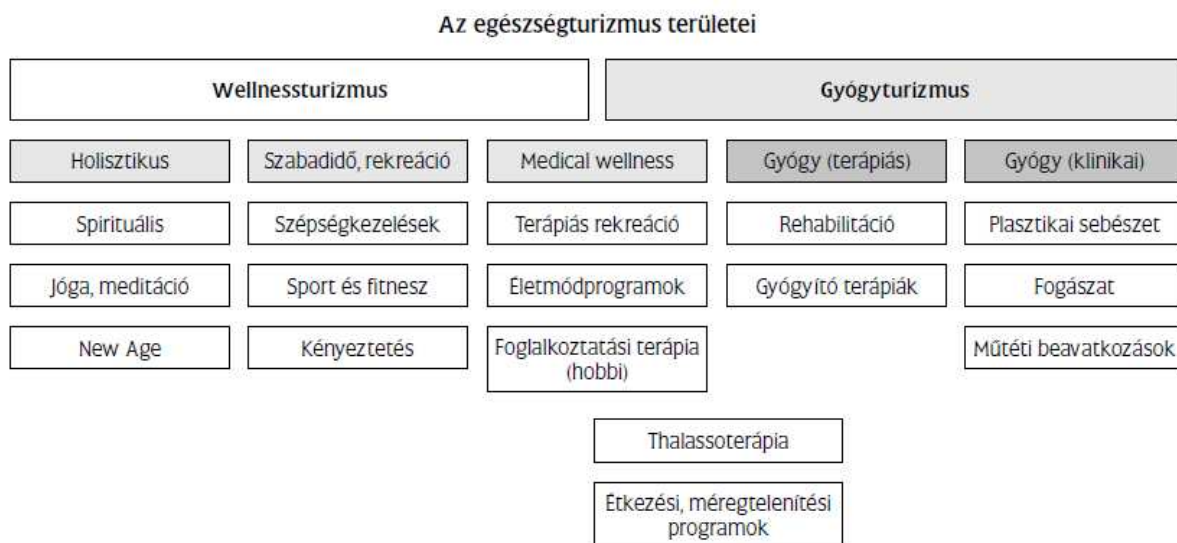 Az egészségturizmus területei
Wellnessturizmus
Gyógyturizmus
Holisztikus
Szabadidő, rekreáció
Medical wellness
Gyógy (terápiás)
Gyógy (klinikai)
Spirituális
Szépségkezelések
Terápiás rekreáció
Rehabilitáció
Plasztikai sebészet
Jóga, meditáció
Sport és fitnesz
Életmódprogramok
Gyógyító terápiák
Fogászat
New Age
Kényeztetés
Foglalkoztatási terápia
(hobbi)
Műtéti beavatkozások
Thalassoterápia
Étkezési, méregtelenítési
programok